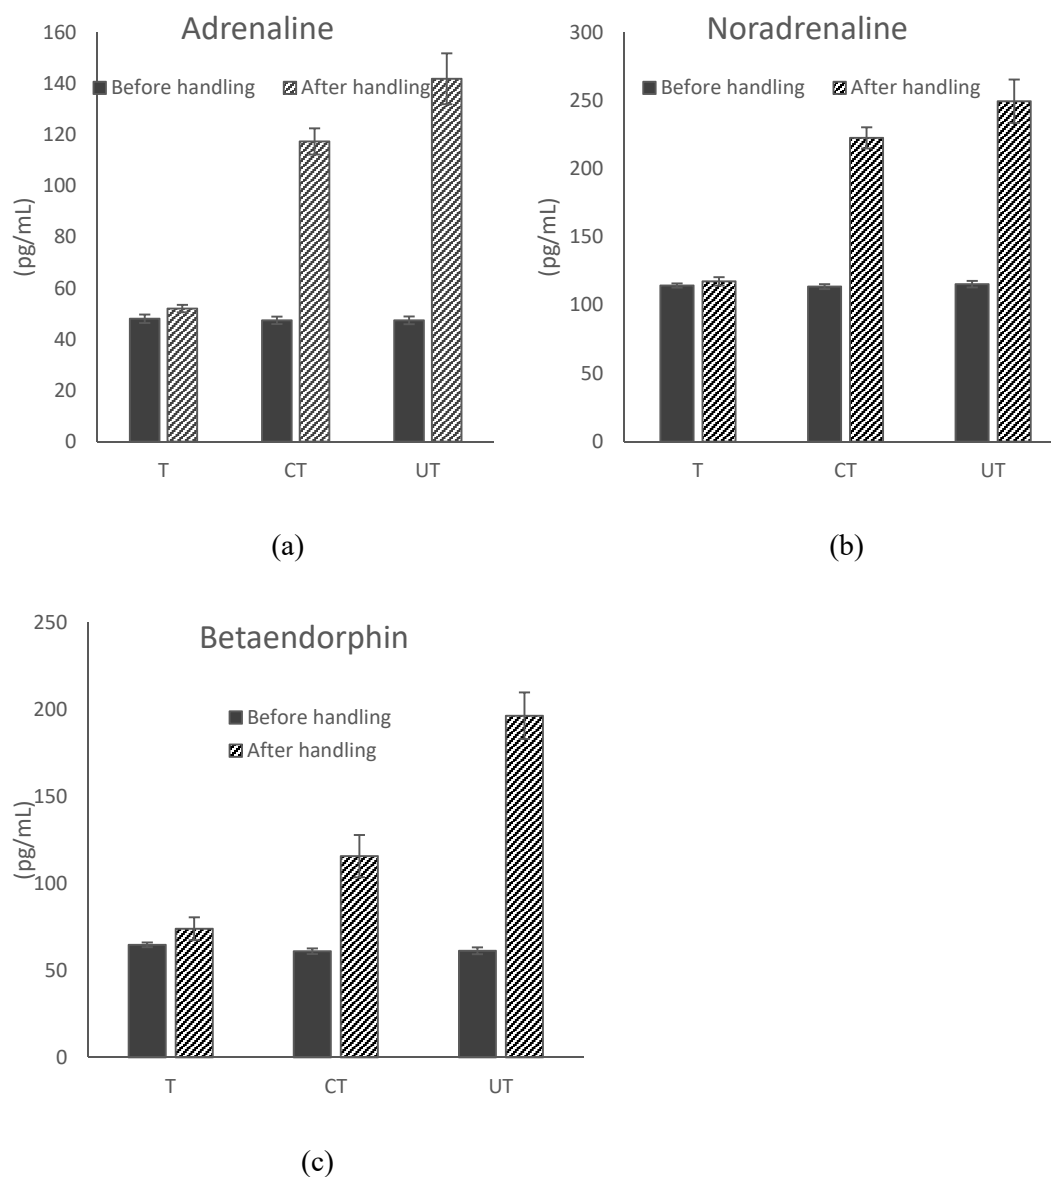 Adrenaline
160
140
120
100
80
60
40
20
0
(pg/mL)
Before handling After handling
T CT UT
(a)
Noradrenaline
300
250
200
150
100
50
0
(pg/mL)
Before handling After handling
T CT UT
(b)
Betaendorphin
250
200
150
100
50
0
(pg/mL)
Before handling
After handling
T CT UT
(c)